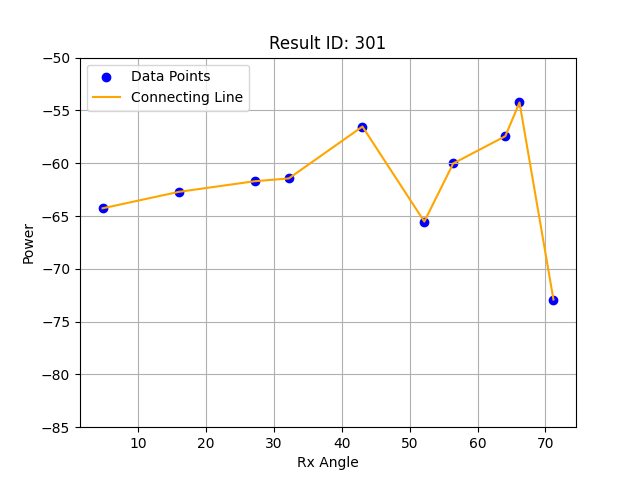 Result ID: 301
Data Points
Connecting Line
−50
−55
−60
−65
−70
−75
−80
−85
Power
10 20 30 40 50 60 70
Rx Angle